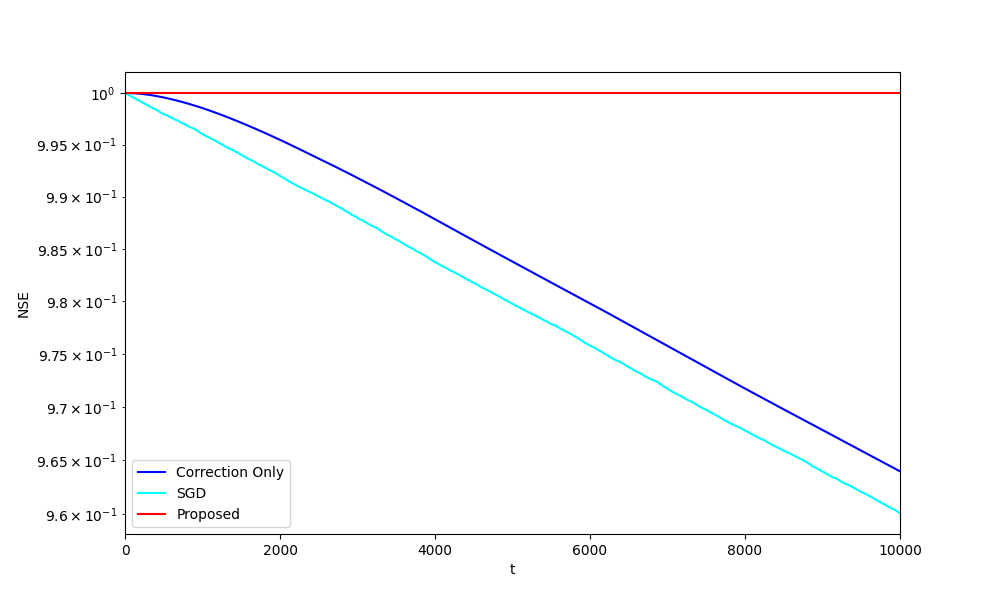 10⁰
9.95 × 10⁻¹
9.9 × 10⁻¹
9.85 × 10⁻¹
9.8 × 10⁻¹
9.75 × 10⁻¹
9.7 × 10⁻¹
9.65 × 10⁻¹
9.6 × 10⁻¹
NSE
Correction Only
SGD
Proposed
0 2000 4000 6000 8000 10000
t